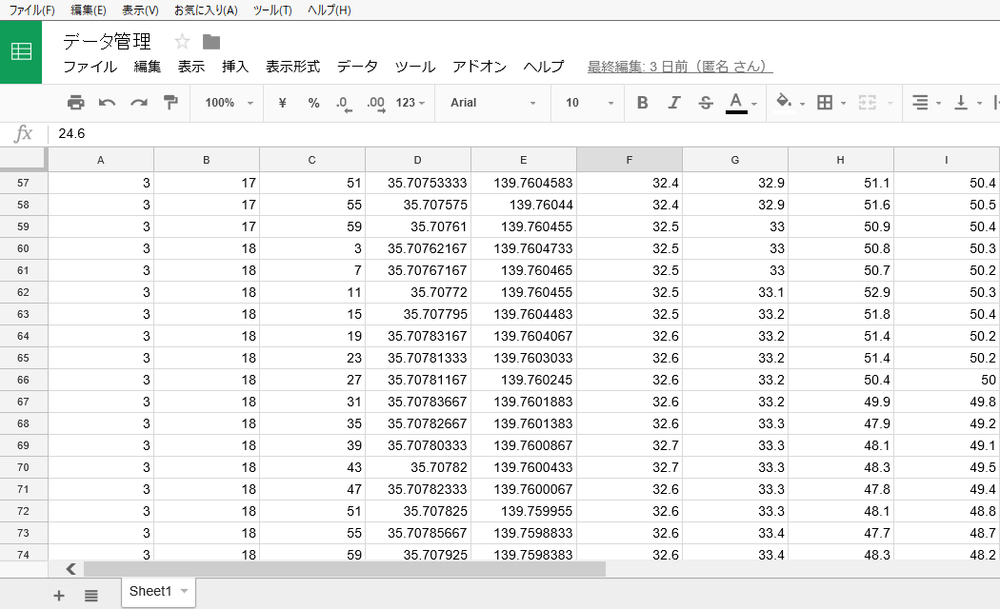 ファイル(F) 編集(E) 表示(V) お気に入り(A) ツール(T) ヘルプ(H)
データ管理
ファイル 編集 表示 挿入 表示形式 データ ツール アドオン ヘルプ 最終編集: 3 日前（匿名 さん）
100% ¥ % .0 .00 123 Arial 10 B I S A
fx 24.6
A B C D E F G H I
57 3 17 51 35.70753333 139.7604583 32.4 32.9 51.1 50.4
58 3 17 55 35.707575 139.76044 32.4 32.9 51.6 50.5
59 3 17 59 35.70761 139.760455 32.5 33 50.9 50.4
60 3 18 3 35.70762167 139.7604733 32.5 33 50.8 50.3
61 3 18 7 35.70767167 139.760465 32.5 33 50.7 50.2
62 3 18 11 35.70772 139.760455 32.5 33.1 52.9 50.3
63 3 18 15 35.707795 139.7604483 32.5 33.2 51.8 50.4
64 3 18 19 35.70783167 139.7604067 32.6 33.2 51.4 50.2
65 3 18 23 35.70781333 139.7603033 32.6 33.2 51.4 50.2
66 3 18 27 35.70781167 139.760245 32.6 33.2 50.4 50
67 3 18 31 35.70783667 139.7601883 32.6 33.2 49.9 49.8
68 3 18 35 35.70782667 139.7601383 32.6 33.3 47.9 49.2
69 3 18 39 35.70780333 139.7600867 32.7 33.3 48.1 49.1
70 3 18 43 35.70782 139.7600433 32.7 33.3 48.3 49.5
71 3 18 47 35.70782333 139.7600067 32.6 33.3 47.8 49.4
72 3 18 51 35.707825 139.759955 32.6 33.3 48.1 48.8
73 3 18 55 35.70785667 139.7598833 32.6 33.4 47.7 48.7
74 3 18 59 35.707925 139.7598383 32.6 33.4 48.3 48.2
Sheet1